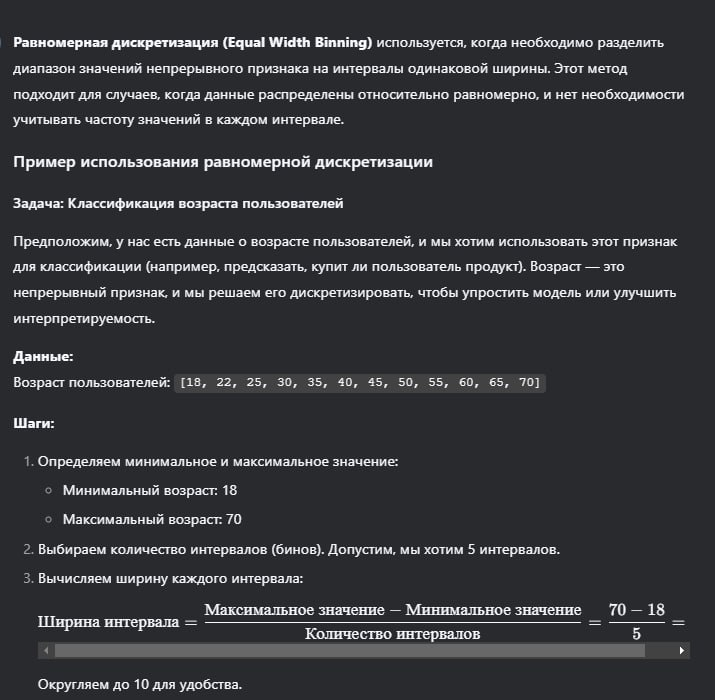 Равномерная дискретизация (Equal Width Binning) используется, когда необходимо разделить
диапазон значений непрерывного признака на интервалы одинаковой ширины. Этот метод
подходит для случаев, когда данные распределены относительно равномерно, и нет необходимости
учитывать частоту значений в каждом интервале.
Пример использования равномерной дискретизации
Задача: Классификация возраста пользователей
Предположим, у нас есть данные о возрасте пользователей, и мы хотим использовать этот признак
для классификации (например, предсказать, купит ли пользователь продукт). Возраст — это
непрерывный признак, и мы решаем его дискретизировать, чтобы упростить модель или улучшить
интерпретируемость.
Данные:
Возраст пользователей: [18, 22, 25, 30, 35, 40, 45, 50, 55, 60, 65, 70]
Шаги:
1. Определяем минимальное и максимальное значение:
◦ Минимальный возраст: 18
◦ Максимальный возраст: 70
2. Выбираем количество интервалов (бинов). Допустим, мы хотим 5 интервалов.
3. Вычисляем ширину каждого интервала:
Ширина интервала = (Максимальное значение − Минимальное значение) / Количество интервалов = (70 − 18) / 5 =
Округляем до 10 для удобства.